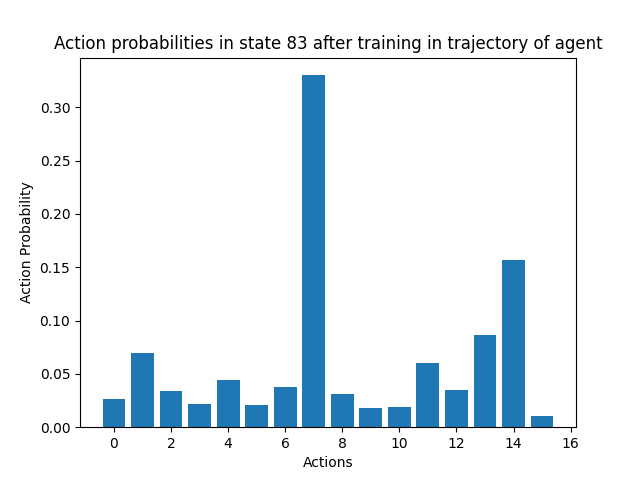 Action probabilities in state 83 after training in trajectory of agent
Action Probability
0.30
0.25
0.20
0.15
0.10
0.05
0.00
0 2 4 6 8 10 12 14 16
Actions